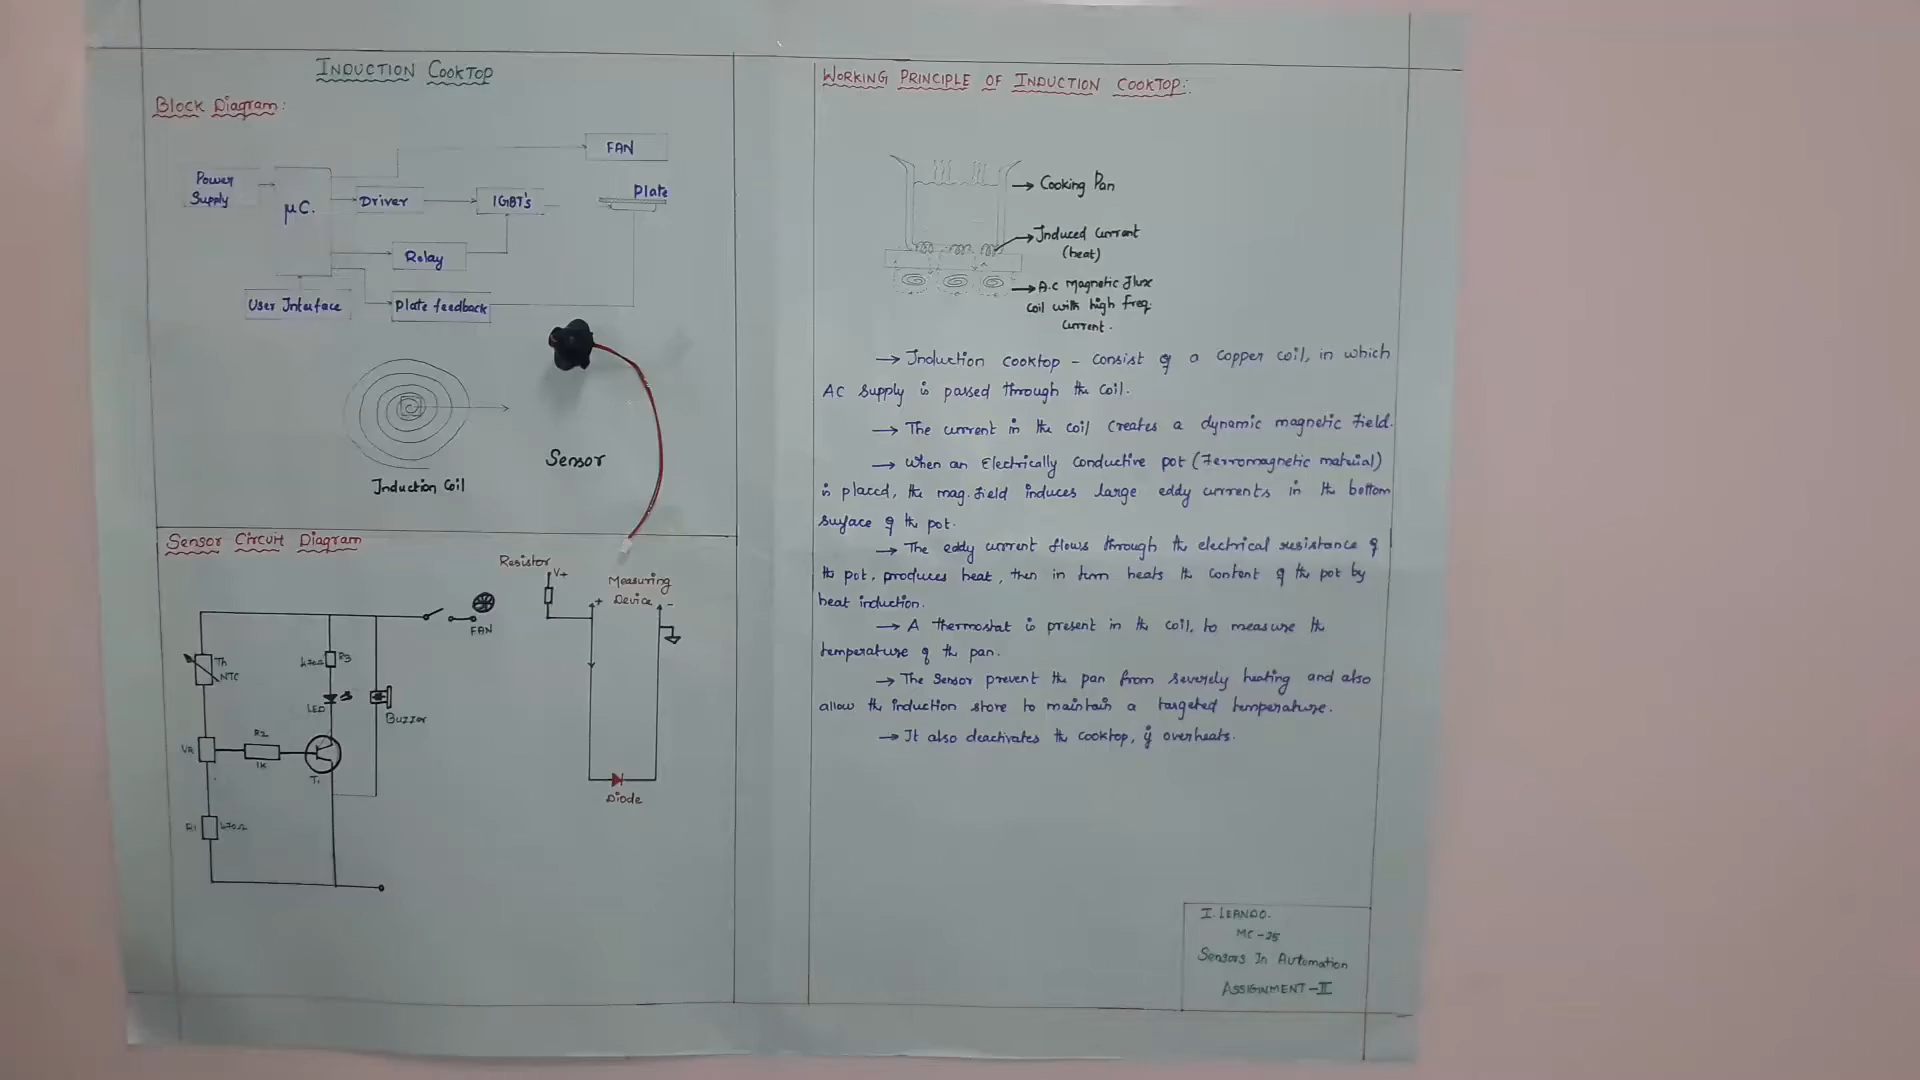 INDUCTION COOKTOP
Block Diagram:
FAN
Power
Supply
μC.
Driver
IGBT's
Plate
Relay
User Interface
Plate feedback
Induction Coil
Sensor
Sensor Circuit Diagram
Th
NTC
470Ω R3
LED
Buzzer
FAN
VR
R2
1K
T1
R1 470Ω
Resistor
V+
Measuring
+ Device -
Diode
WORKING PRINCIPLE OF INDUCTION COOKTOP:
→ Cooking Pan
→ Induced Current
(heat)
→ A.C Magnetic Flux
Coil with high freq.
Current.
→ Induction cooktop - consist of a copper coil, in which
AC supply is passed through the coil.
→ The current in the coil creates a dynamic magnetic field.
→ When an Electrically conductive pot (Ferromagnetic material)
is placed, the mag. field induces large eddy currents in the bottom
surface of the pot.
→ The eddy current flows through the electrical resistance of
the pot, produces heat, then in turn heats the content of the pot by
heat induction.
→ A thermostat is present in the coil, to measure the
temperature of the pan.
→ The sensor prevent the pan from severely heating and also
allow the induction stove to maintain a targeted temperature.
→ It also deactivates the cooktop, if overheats.
I. LEANDO.
MC-25
Sensors In Automation
ASSIGNMENT-II